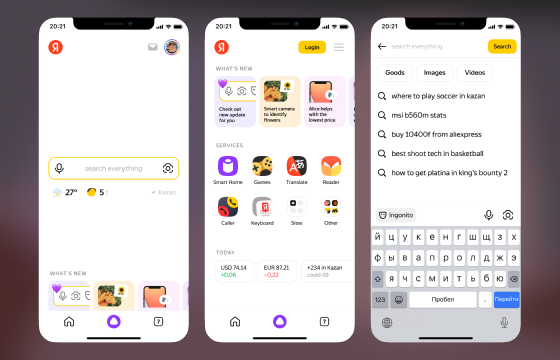 20:21
Я
search everything
27°
5
Kazan
WHAT'S NEW
7
20:21
Я
Login
WHAT'S NEW
Check out
new update
for you
Smart camera
to identify
flowers
Alice helps
with the
lowest price
SERVICES
Smart Home
Games
Translate
Reader
Caller
Keyboard
Sites
Other
TODAY
USD 74,14
+0,06
EUR 87,21
−0,22
+234 in Kazan
covid-19
7
20:21
search everything
Search
Goods
Images
Videos
where to play soccer in kazan
msi b560m stats
buy 10400f from aliexpress
best shoot tech in basketball
how to get platina in king's bounty 2
Ingonito
й ц у к е н г ш щ з х
ф ы в а п р о л д ж э
я ч с м и т ь б ю
123
Пробел
.
Перейти